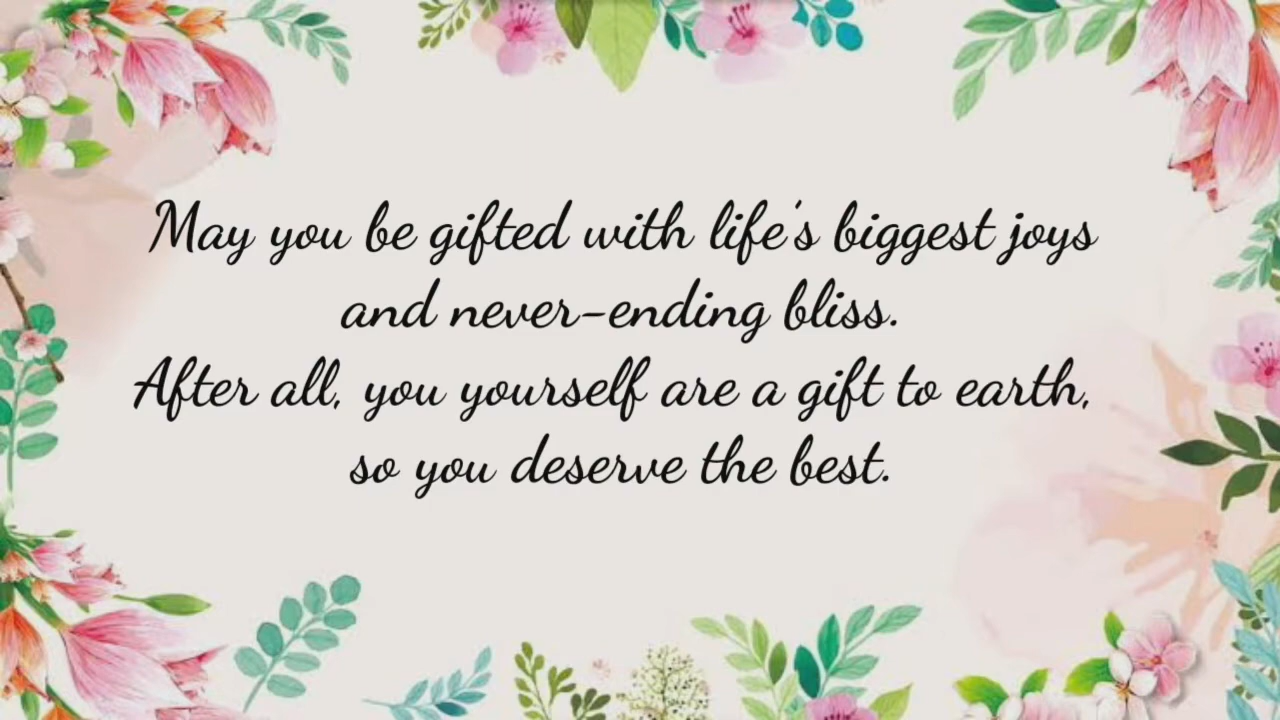 May you be gifted with life's biggest joys
and never-ending bliss.
After all, you yourself are a gift to earth,
so you deserve the best.